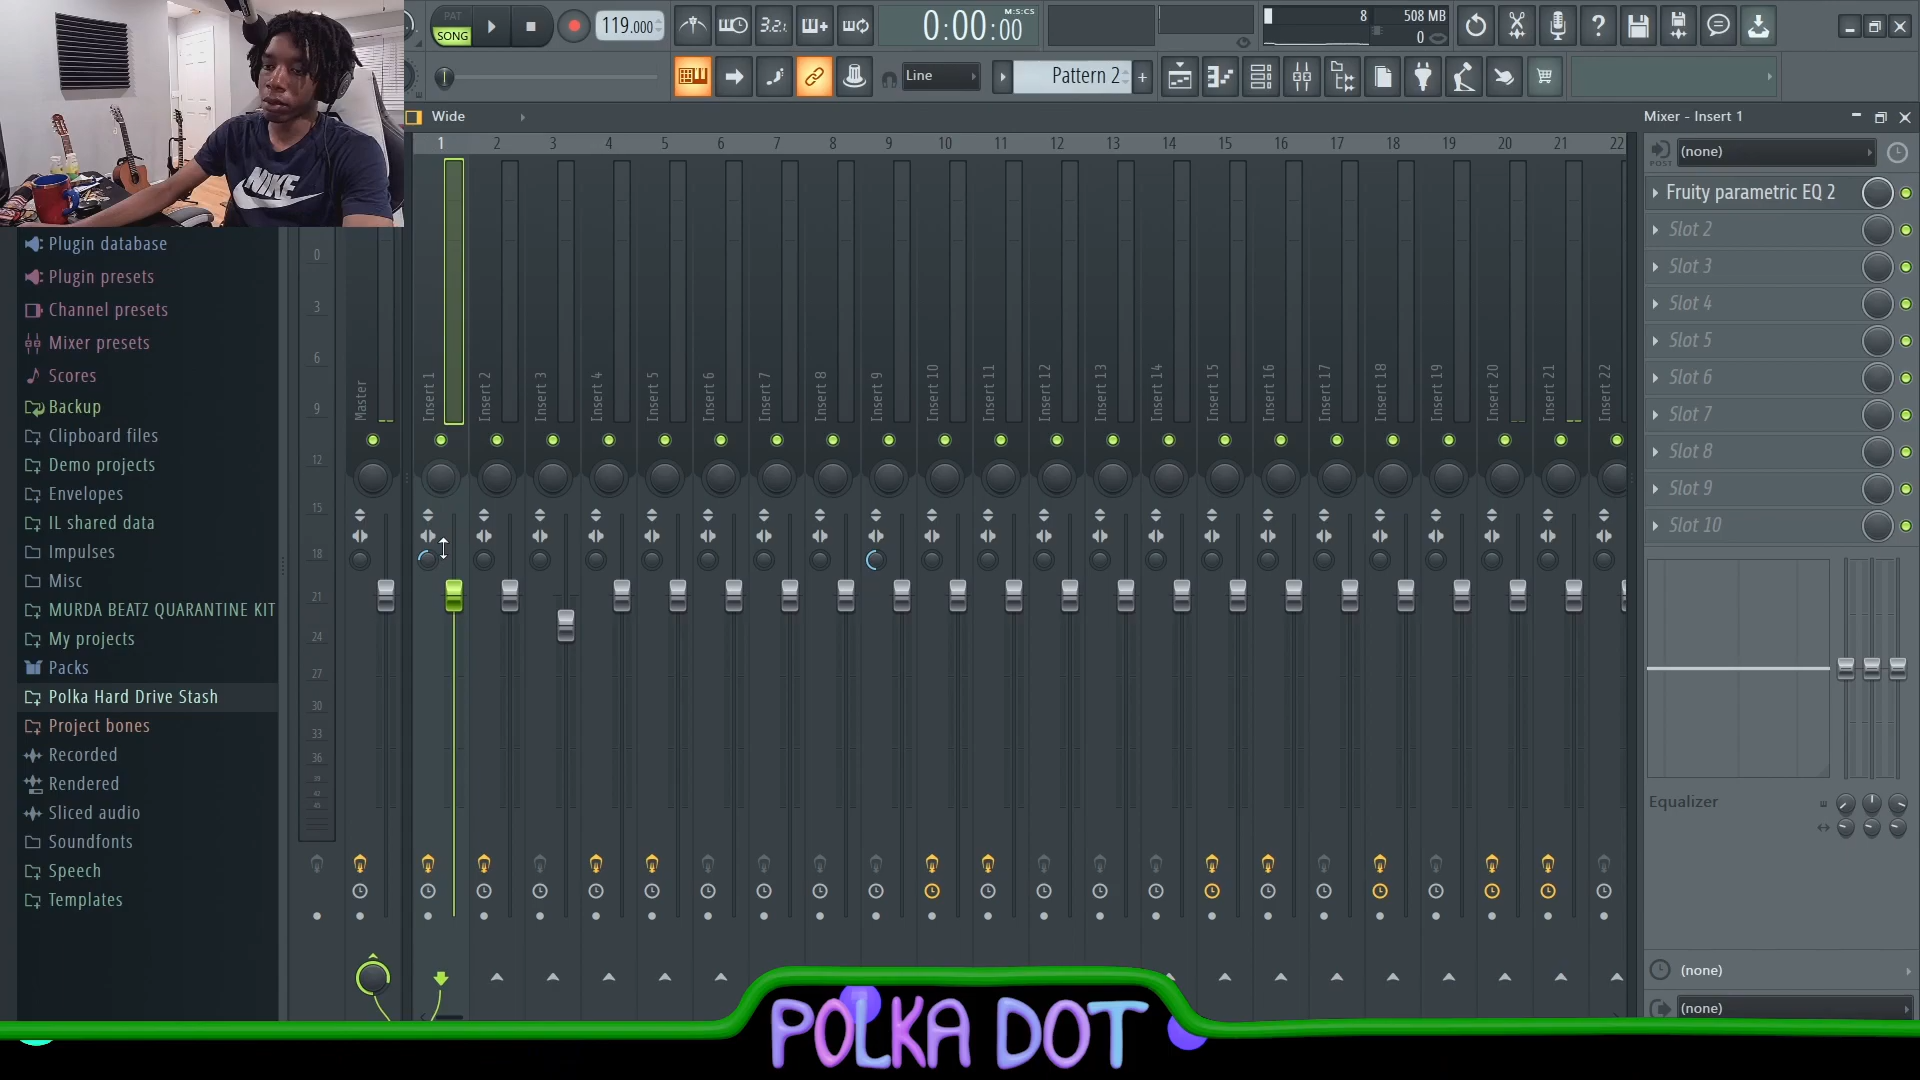 PAT
SONG
119.000
3.2.
0:00:00
M:S:CS
8
508 MB
0
Line
Pattern 2
Wide
Mixer - Insert 1
1 2 3 4 5 6 7 8 9 10 11 12 13 14 15 16 17 18 19 20 21 22
(none)
POST
Fruity parametric EQ 2
Slot 2
Slot 3
Slot 4
Slot 5
Slot 6
Slot 7
Slot 8
Slot 9
Slot 10
NIKE
Plugin database
Plugin presets
Channel presets
Mixer presets
Scores
Backup
Clipboard files
Demo projects
Envelopes
IL shared data
Impulses
Misc
MURDA BEATZ QUARANTINE KIT
My projects
Packs
Polka Hard Drive Stash
Project bones
Recorded
Rendered
Sliced audio
Soundfonts
Speech
Templates
0
3
6
9
12
15
18
21
24
27
30
33
36
Master
Insert 1
Insert 2
Insert 3
Insert 4
Insert 5
Insert 6
Insert 7
Insert 8
Insert 9
Insert 10
Insert 11
Insert 12
Insert 13
Insert 14
Insert 15
Insert 16
Insert 17
Insert 18
Insert 19
Insert 20
Insert 21
Insert 22
Equalizer
(none)
(none)
POLKA DOT